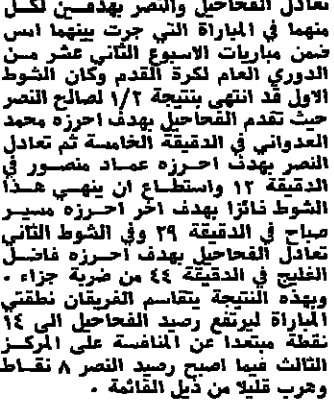 تعادل الفحاحيل والنصر بهدفين لكل
منهما في المباراة التي جرت بينهما امس
ضمن مباريات الاسبوع الثاني عشر من
الدوري العام لكرة القدم وكان الشوط
الاول قد انتهى بنتيجة ١/٢ لصالح النصر
حيث تقدم الفحاحيل بهدف احرزه محمد
العدواني في الدقيقة الخامسة ثم تعادل
النصر بهدف احرزه عماد منصور في
الدقيقة ١٢ واستطاع ان ينهي هذا
الشوط فائزا بهدف اخر احرزه مسير
صباح في الدقيقة ٢٩ وفي الشوط الثاني
تعادل الفحاحيل بهدف احرزه فاضل
الفليج في الدقيقة ٤٤ من ضربة جزاء .
وبهذه النتيجة يتقاسم الفريقان نقطتي
المباراة ليرتفع رصيد الفحاحيل الى ١٤
نقطة مبتعدا عن المنافسة على المركز
الثالث فيما اصبح رصيد النصر ٨ نقاط
وهرب قليلا من ذيل القائمة .